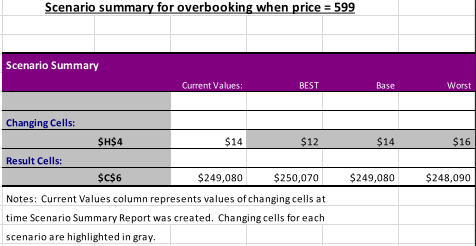 Scenario summary for overbooking when price = 599
Scenario Summary
Current Values: BEST Base Worst
Changing Cells:
$H$4 $14 $12 $14 $16
Result Cells:
$C$6 $249,080 $250,070 $249,080 $248,090
Notes: Current Values column represents values of changing cells at
time Scenario Summary Report was created. Changing cells for each
scenario are highlighted in gray.